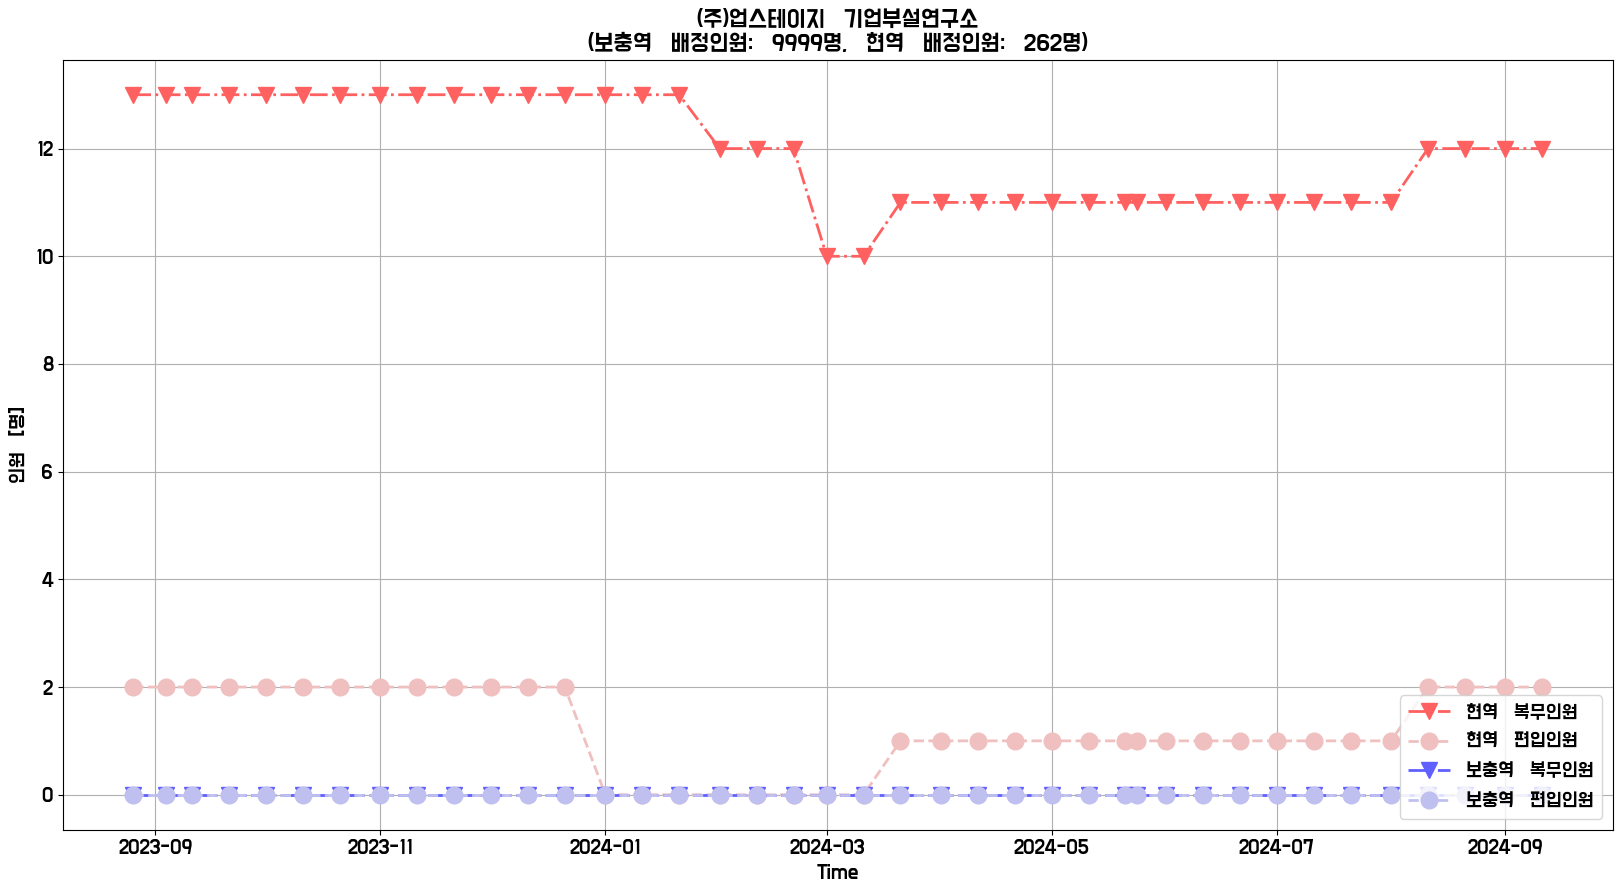 (주)업스테이지 기업부설연구소
(보충역 배정인원: 9999명, 현역 배정인원: 262명)
인원 [명]
12
10
8
6
4
2
0
현역 복무인원
현역 편입인원
보충역 복무인원
보충역 편입인원
2023-09 2023-11 2024-01 2024-03 2024-05 2024-07 2024-09
Time